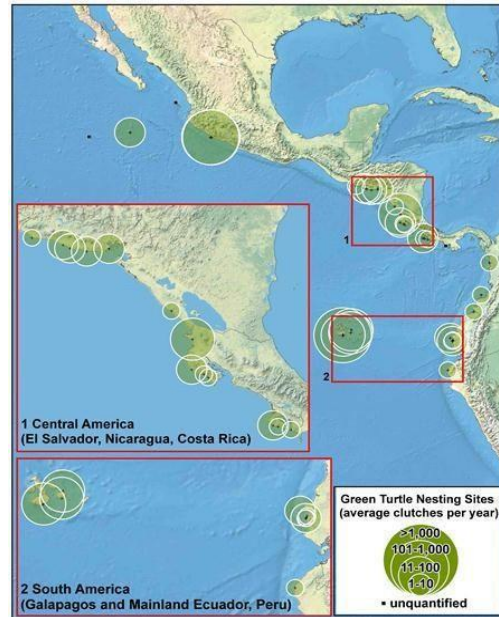 1
2
1 Central America
(El Salvador, Nicaragua, Costa Rica)
2 South America
(Galapagos and Mainland Ecuador, Peru)
Green Turtle Nesting Sites
(average clutches per year)
>1,000
101-1,000
11-100
1-10
unquantified